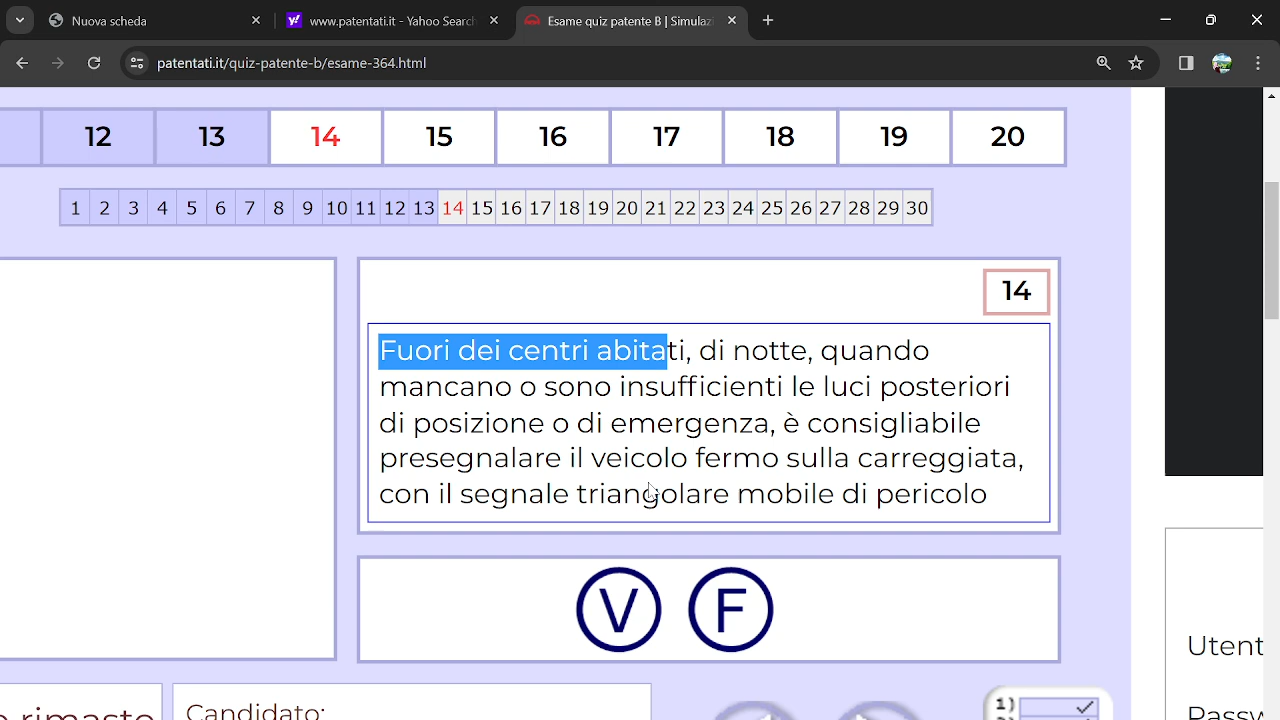 Nuova scheda
www.patentati.it - Yahoo Search
Esame quiz patente B | Simulazi
patentati.it/quiz-patente-b/esame-364.html
12 13 14 15 16 17 18 19 20
1 2 3 4 5 6 7 8 9 10 11 12 13 14 15 16 17 18 19 20 21 22 23 24 25 26 27 28 29 30
14
Fuori dei centri abitati, di notte, quando
mancano o sono insufficienti le luci posteriori
di posizione o di emergenza, è consigliabile
presegnalare il veicolo fermo sulla carreggiata,
con il segnale triangolare mobile di pericolo
V F
Utent
Candidato:
1)